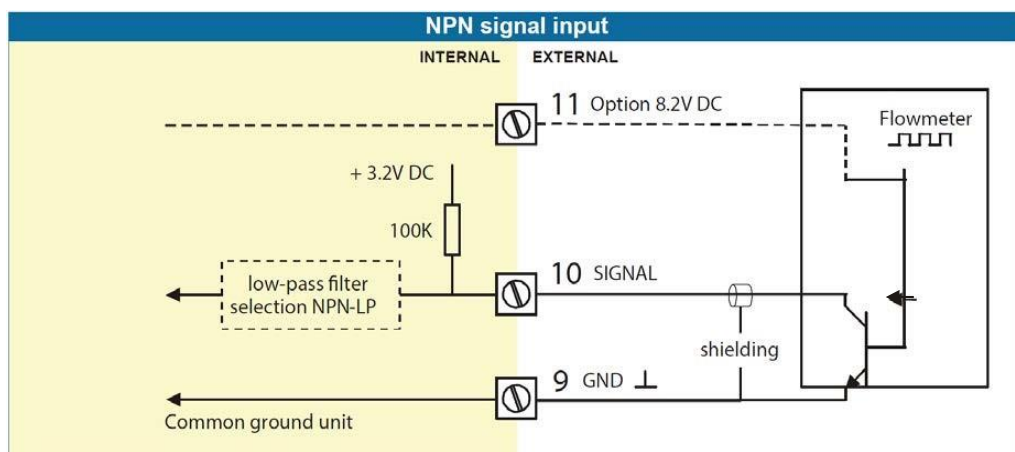 NPN signal input
INTERNAL
EXTERNAL
11 Option 8.2V DC
Flowmeter
+ 3.2V DC
100K
10 SIGNAL
low-pass filter
selection NPN-LP
shielding
9 GND ⊥
Common ground unit